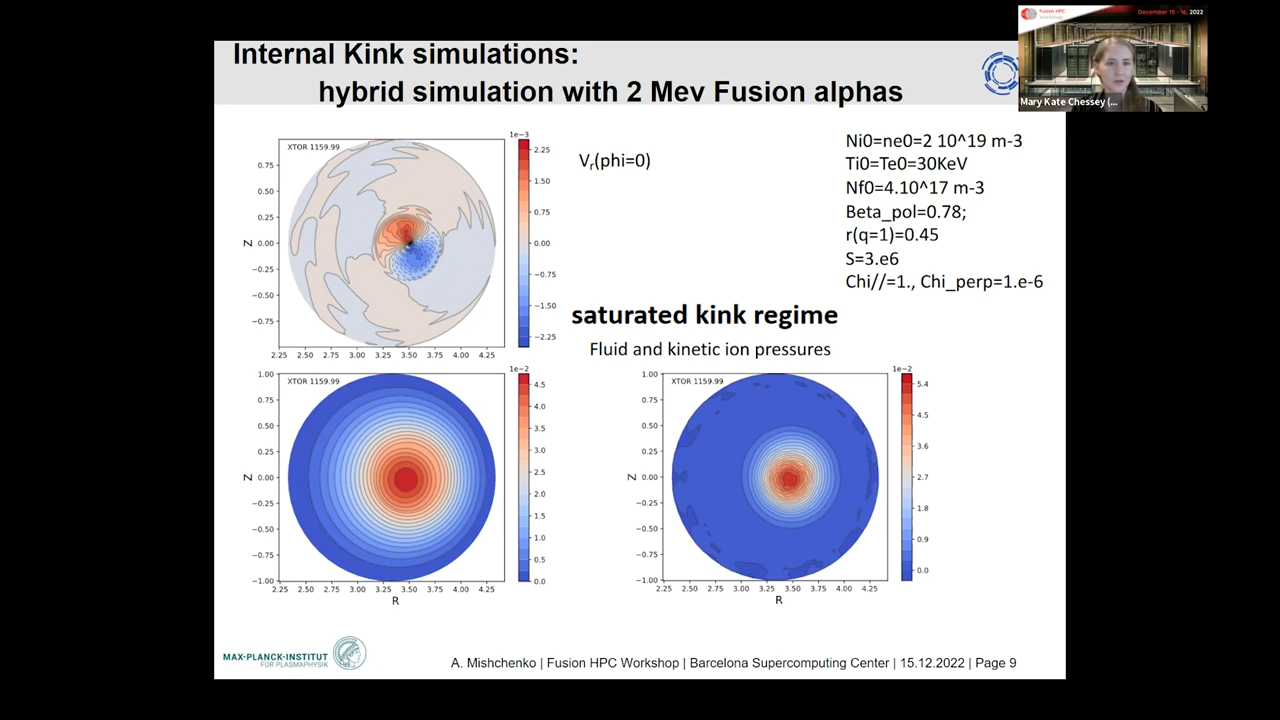 Internal Kink simulations:
hybrid simulation with 2 Mev Fusion alphas
Fusion HPC
Workshop
December 15 - 16, 2022
Mary Kate Chessey (...
XTOR 1159.99
1e−3
2.25
1.50
0.75
0.00
−0.75
−1.50
−2.25
Z
0.75
0.50
0.25
0.00
−0.25
−0.50
−0.75
2.25 2.50 2.75 3.00 3.25 3.50 3.75 4.00 4.25
Vr(phi=0)
Ni0=ne0=2 10^19 m-3
Ti0=Te0=30KeV
Nf0=4.10^17 m-3
Beta_pol=0.78;
r(q=1)=0.45
S=3.e6
Chi//=1., Chi_perp=1.e-6
saturated kink regime
Fluid and kinetic ion pressures
XTOR 1159.99
1e−2
4.5
4.0
3.5
3.0
2.5
2.0
1.5
1.0
0.5
0.0
Z
1.00
0.75
0.50
0.25
0.00
−0.25
−0.50
−0.75
−1.00
2.25 2.50 2.75 3.00 3.25 3.50 3.75 4.00 4.25
R
XTOR 1159.99
1e−2
5.4
4.5
3.6
2.7
1.8
0.9
0.0
Z
1.00
0.75
0.50
0.25
0.00
−0.25
−0.50
−0.75
−1.00
2.25 2.50 2.75 3.00 3.25 3.50 3.75 4.00 4.25
R
MAX-PLANCK-INSTITUT
FÜR PLASMAPHYSIK
A. Mishchenko | Fusion HPC Workshop | Barcelona Supercomputing Center | 15.12.2022 | Page 9